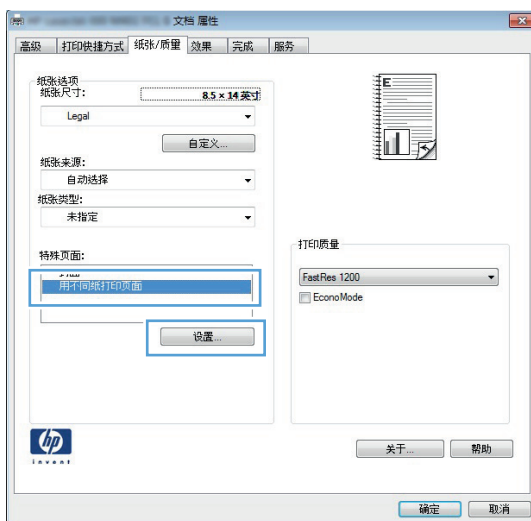 文档 属性
高级 打印快捷方式 纸张/质量 效果 完成 服务
纸张选项
纸张尺寸:
8.5 × 14 英寸
Legal
自定义...
纸张来源:
自动选择
纸张类型:
未指定
特殊页面:
用不同纸打印页面
设置...
E
打印质量
FastRes 1200
EconoMode
hp
invent
关于... 帮助
确定 取消